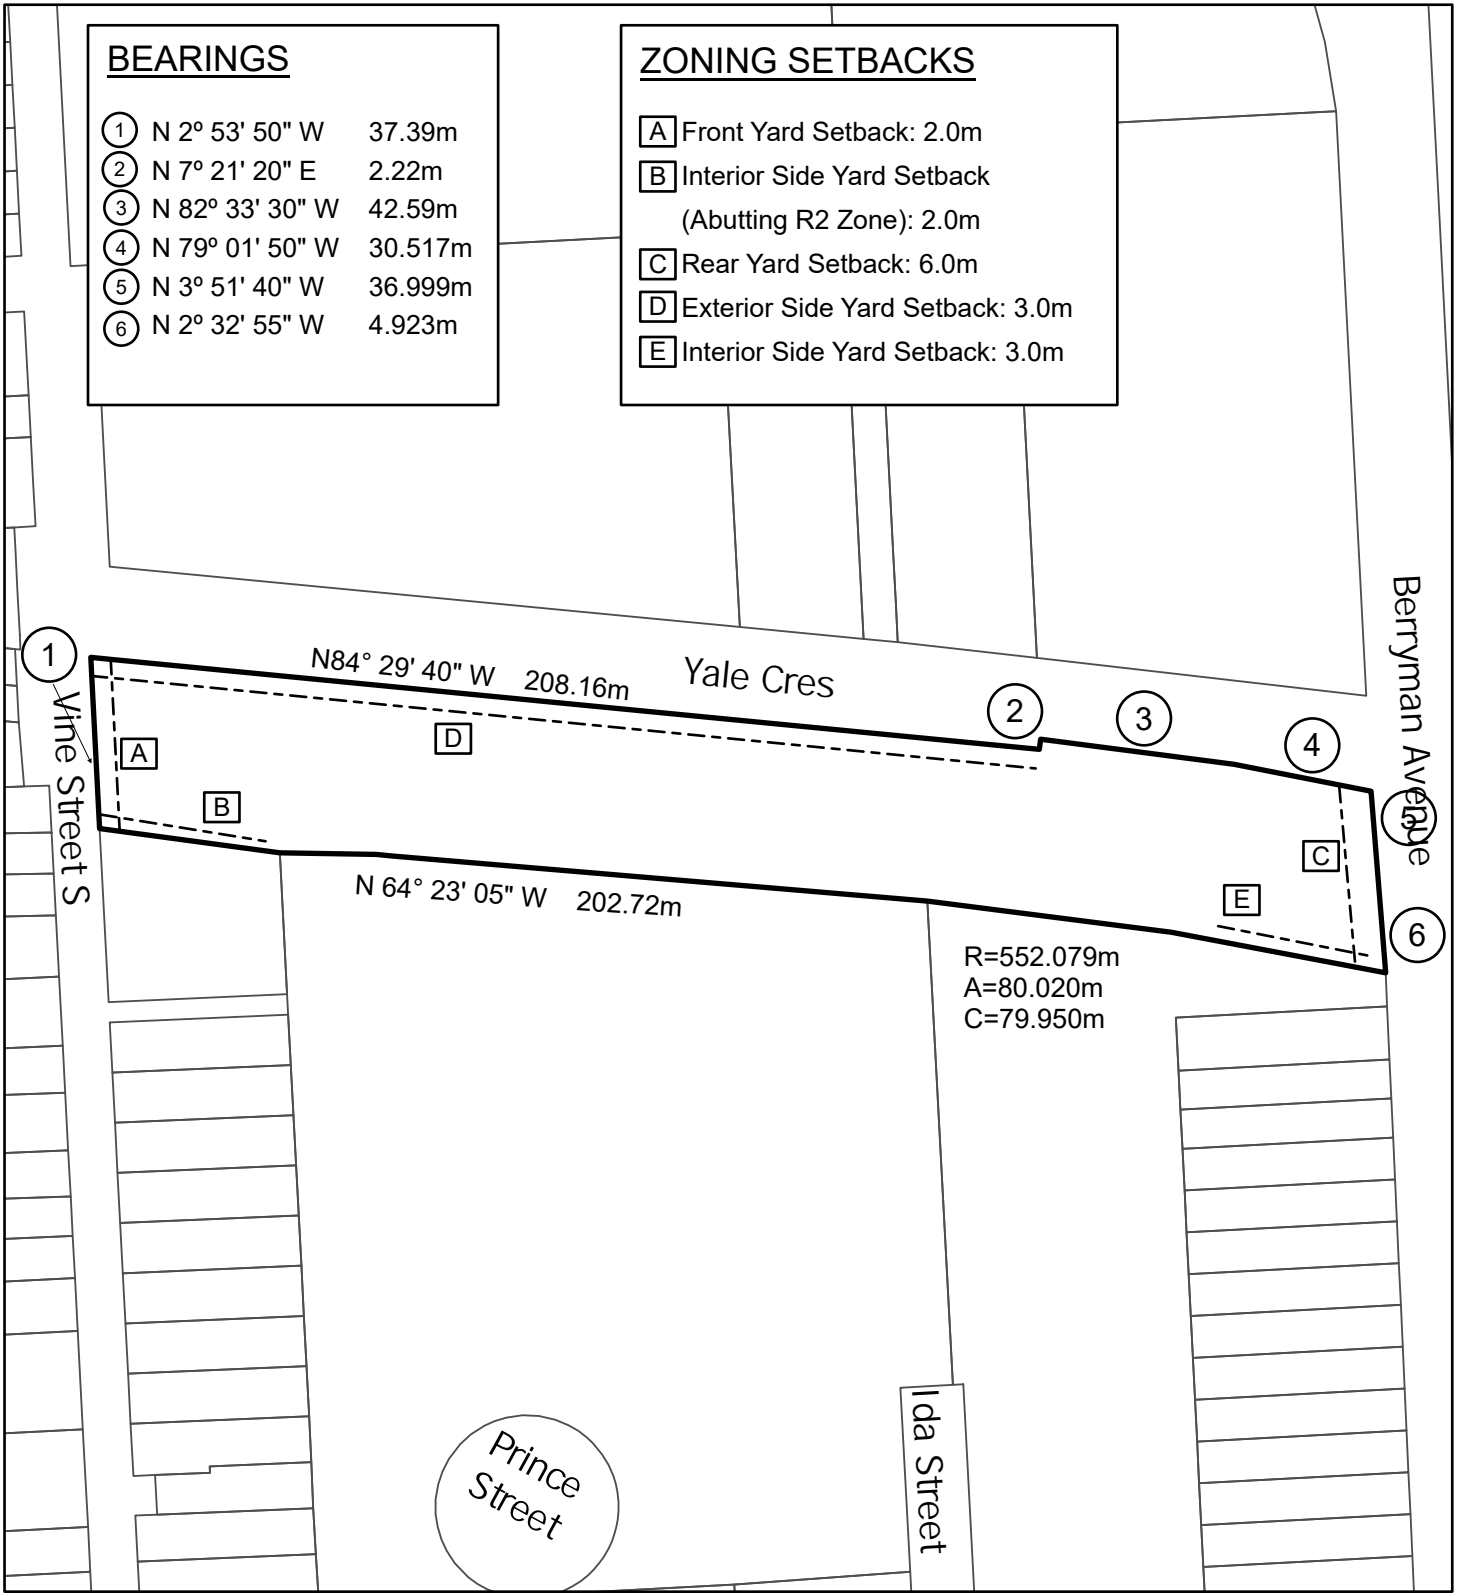 BEARINGS
1 N 2º 53' 50" W 37.39m
2 N 7º 21' 20" E 2.22m
3 N 82º 33' 30" W 42.59m
4 N 79º 01' 50" W 30.517m
5 N 3º 51' 40" W 36.999m
6 N 2º 32' 55" W 4.923m
ZONING SETBACKS
A Front Yard Setback: 2.0m
B Interior Side Yard Setback
(Abutting R2 Zone): 2.0m
C Rear Yard Setback: 6.0m
D Exterior Side Yard Setback: 3.0m
E Interior Side Yard Setback: 3.0m
1
N84° 29' 40" W 208.16m
Yale Cres
2
3
4
Berryman Avenue
5
6
Vine Street S
A
D
B
C
E
N 64° 23' 05" W 202.72m
R=552.079m
A=80.020m
C=79.950m
Prince
Street
Ida Street